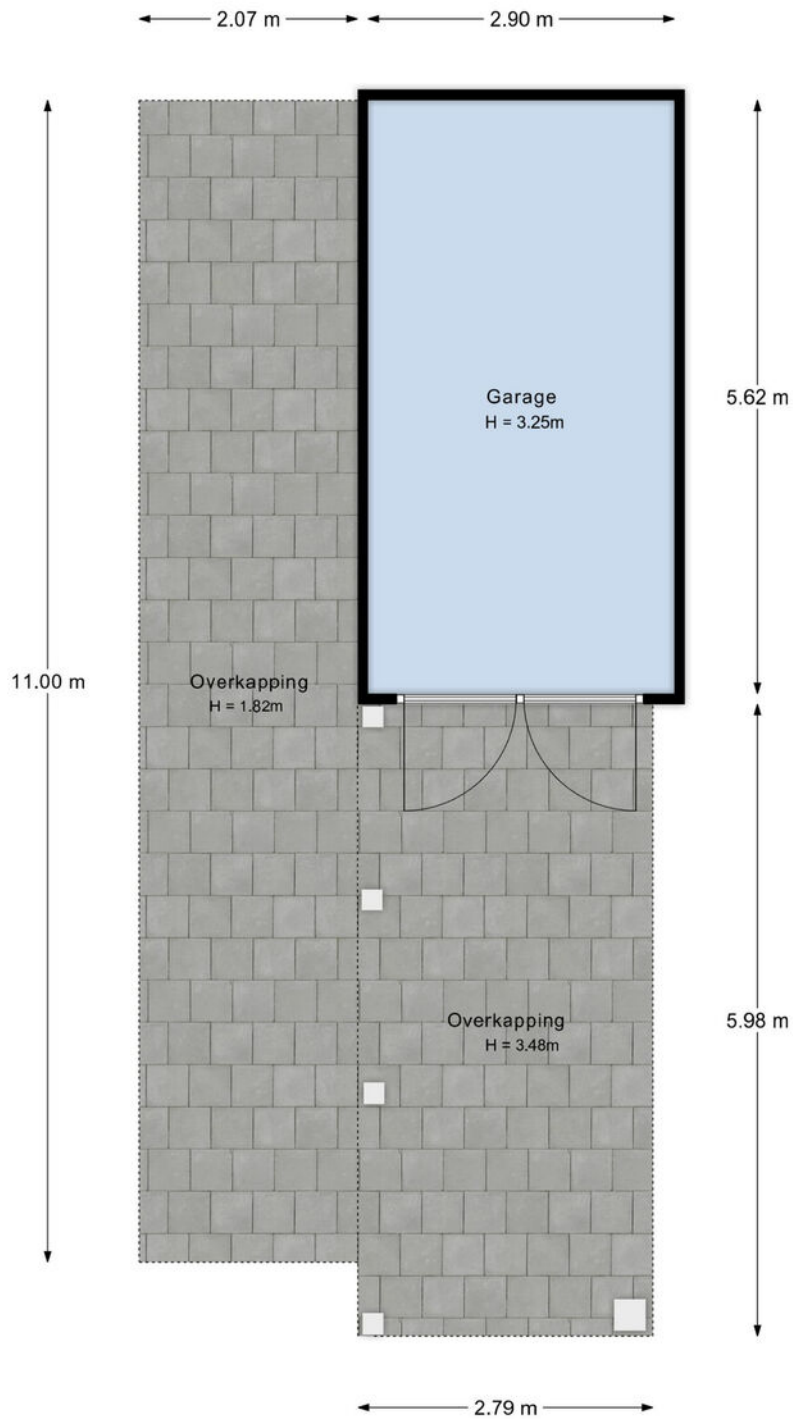 2.07 m
2.90 m
Garage
H = 3.25m
5.62 m
11.00 m
Overkapping
H = 1.82m
Overkapping
H = 3.48m
5.98 m
2.79 m